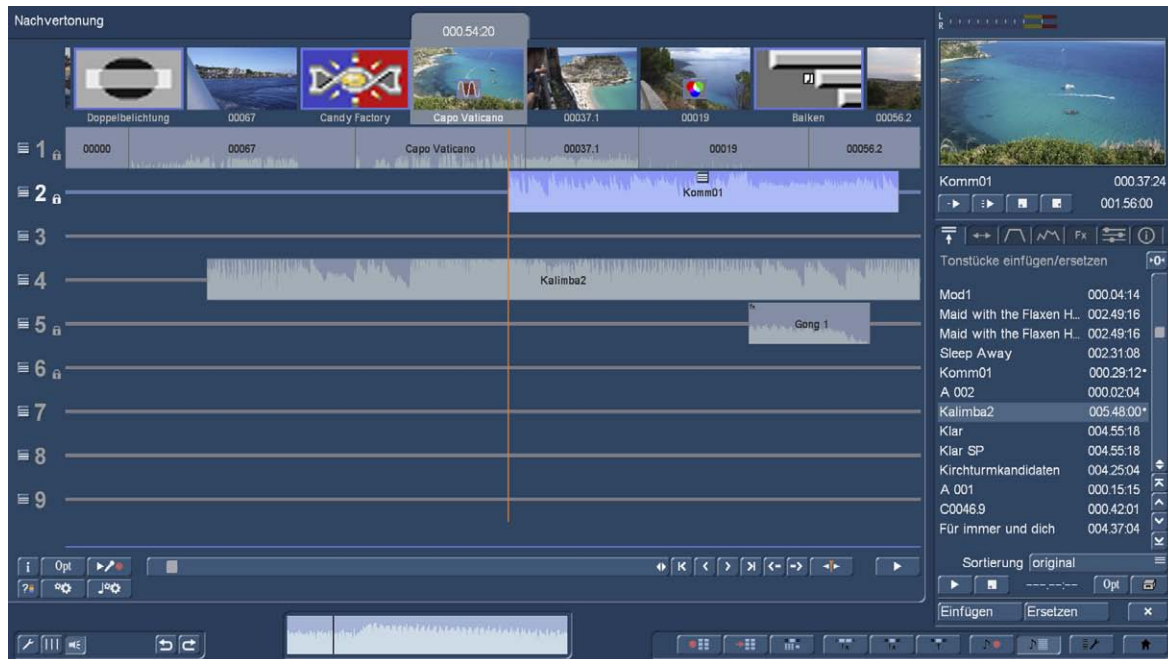 Nachvertonung
000.54:20
Doppelbelichtung 00067 Candy Factory Capo Vaticano 00037.1 00019 Balken 00056.2
1 00000 00067 Capo Vaticano 00037.1 00019 00056.2
2 Komm01
3
4 Kalimba2
5 Gong 1
6
7
8
9
i Opt
L
R
Komm01 000.37:24
001.56:00
Fx
Tonstücke einfügen/ersetzen
Mod1 000.04:14
Maid with the Flaxen H... 002.49:16
Maid with the Flaxen H... 002.49:16
Sleep Away 002.31:08
Komm01 000.29:12*
A 002 000.02:04
Kalimba2 005.48:00*
Klar 004.55:18
Klar SP 004.55:18
Kirchturmkandidaten 004.25:04
A 001 000.15:15
C0046.9 000.42:01
Für immer und dich 004.37:04
Sortierung original
---.--:-- Opt
Einfügen Ersetzen